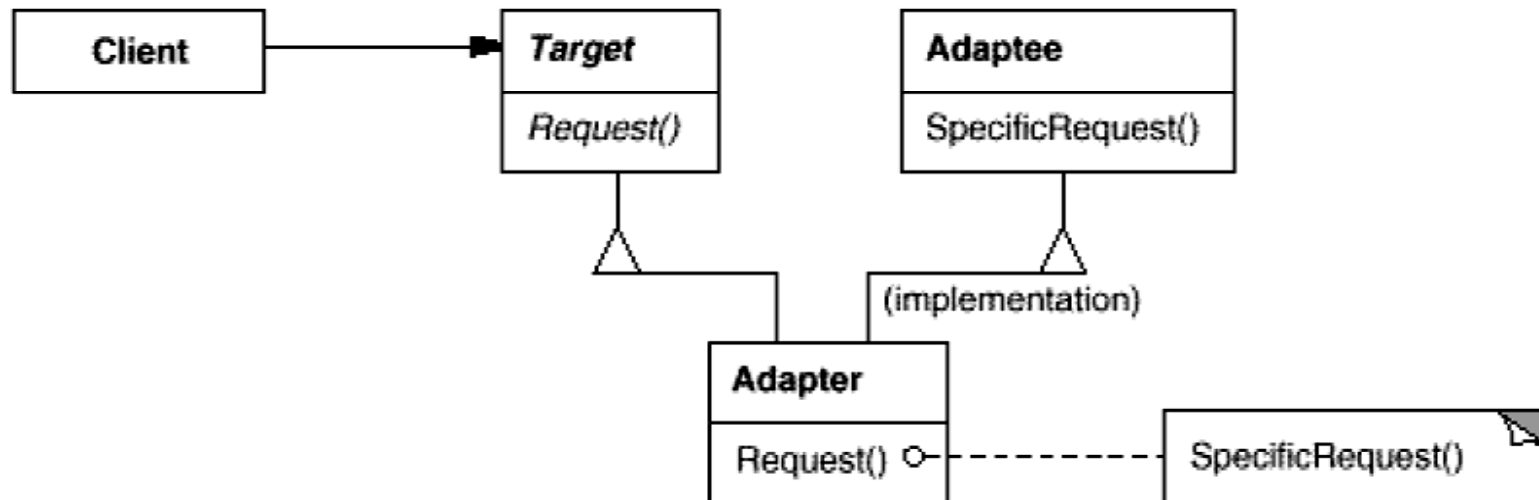 Client
Target
Request()
Adaptee
SpecificRequest()
(implementation)
Adapter
Request()
SpecificRequest()